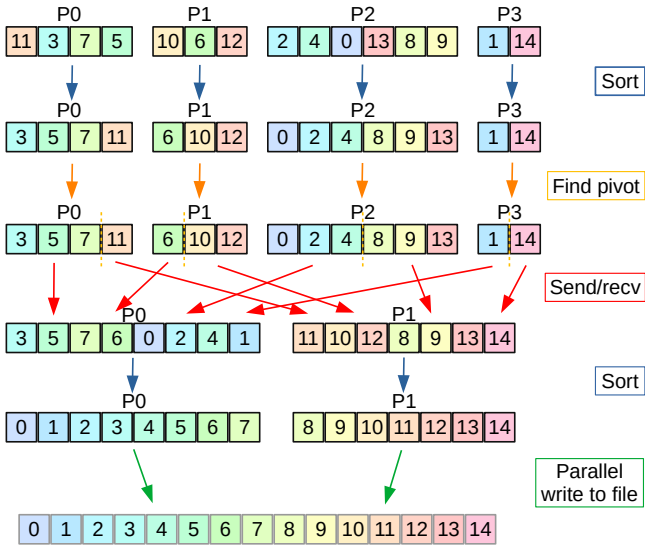 P0 P1 P2 P3
11 3 7 5 10 6 12 2 4 0 13 8 9 1 14
Sort
P0 P1 P2 P3
3 5 7 11 6 10 12 0 2 4 8 9 13 1 14
Find pivot
P0 P1 P2 P3
3 5 7 11 6 10 12 0 2 4 8 9 13 1 14
Send/recv
P0 P1
3 5 7 6 0 2 4 1 11 10 12 8 9 13 14
Sort
P0 P1
0 1 2 3 4 5 6 7 8 9 10 11 12 13 14
Parallel
write to file
0 1 2 3 4 5 6 7 8 9 10 11 12 13 14